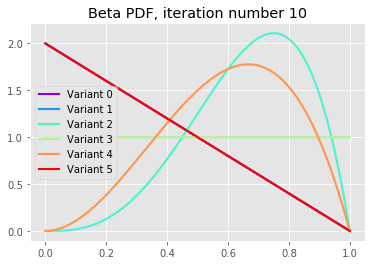 Beta PDF, iteration number 10
2.0
1.5
1.0
0.5
0.0
Variant 0
Variant 1
Variant 2
Variant 3
Variant 4
Variant 5
0.0 0.2 0.4 0.6 0.8 1.0